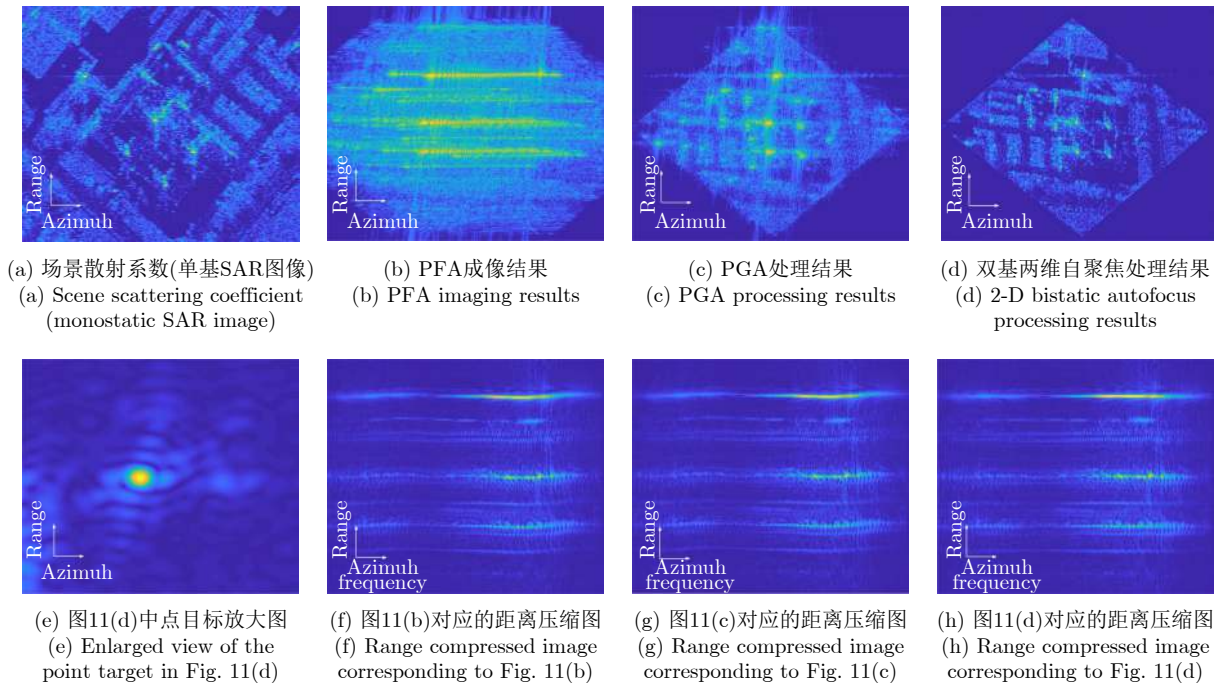 Range
Azimuh
Range
Azimuh
Range
Azimuh
Range
Azimuh
(a) 场景散射系数(单基SAR图像)
(a) Scene scattering coefficient
(monostatic SAR image)
(b) PFA成像结果
(b) PFA imaging results
(c) PGA处理结果
(c) PGA processing results
(d) 双基两维自聚焦处理结果
(d) 2-D bistatic autofocus
processing results
Range
Azimuh
Range
Azimuh
frequency
Range
Azimuh
frequency
Range
Azimuh
frequency
(e) 图11(d)中点目标放大图
(e) Enlarged view of the
point target in Fig. 11(d)
(f) 图11(b)对应的距离压缩图
(f) Range compressed image
corresponding to Fig. 11(b)
(g) 图11(c)对应的距离压缩图
(g) Range compressed image
corresponding to Fig. 11(c)
(h) 图11(d)对应的距离压缩图
(h) Range compressed image
corresponding to Fig. 11(d)